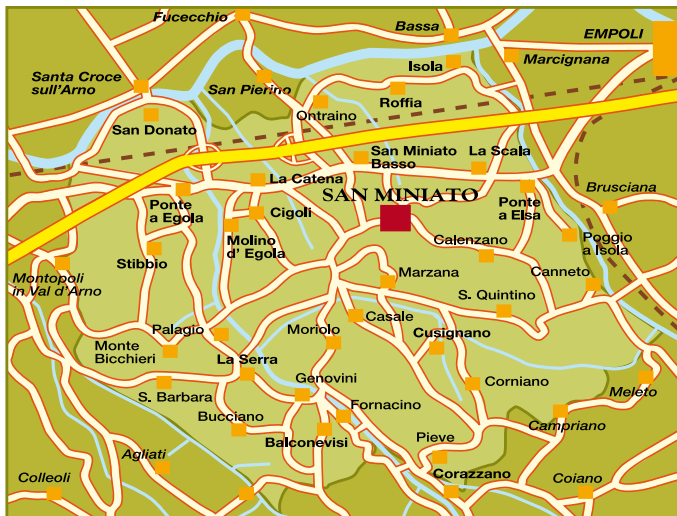 Fucecchio
Bassa
EMPOLI
Isola
Marcignana
Santa Croce
sull'Arno
San Pierino
Roffia
Ontraino
San Donato
San Miniato
Basso
La Scala
La Catena
SAN MINIATO
Brusciana
Ponte
a Egola
Cigoli
Ponte
a Elsa
Molino
d' Egola
Calenzano
Poggio
a Isola
Stibbio
Montopoli
in Val d'Arno
Marzana
Canneto
S. Quintino
Palagio
Moriolo
Casale
Cusignano
Monte
Bicchieri
La Serra
Genovini
Corniano
Meleto
S. Barbara
Fornacino
Bucciano
Campriano
Balconevisi
Pieve
Agliati
Colleoli
Corazzano
Coiano